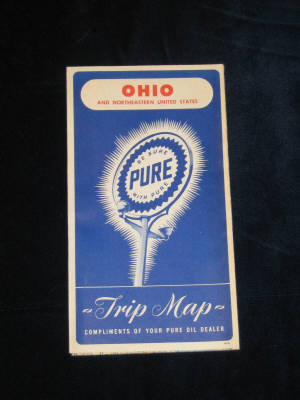 OHIO
AND NORTHEASTERN UNITED STATES
BE SURE
PURE
WITH PURE
~ Trip Map ~
COMPLIMENTS OF YOUR PURE OIL DEALER